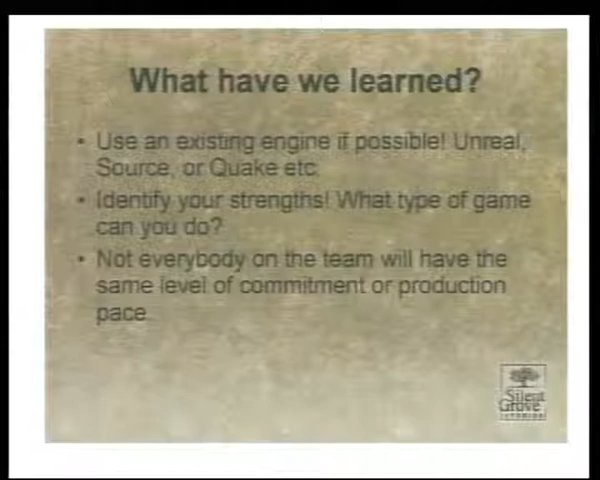 What have we learned?
• Use an existing engine if possible! Unreal,
Source, or Quake etc.
• Identify your strengths! What type of game
can you do?
• Not everybody on the team will have the
same level of commitment or production
pace
Silent
Grove
STUDIOS